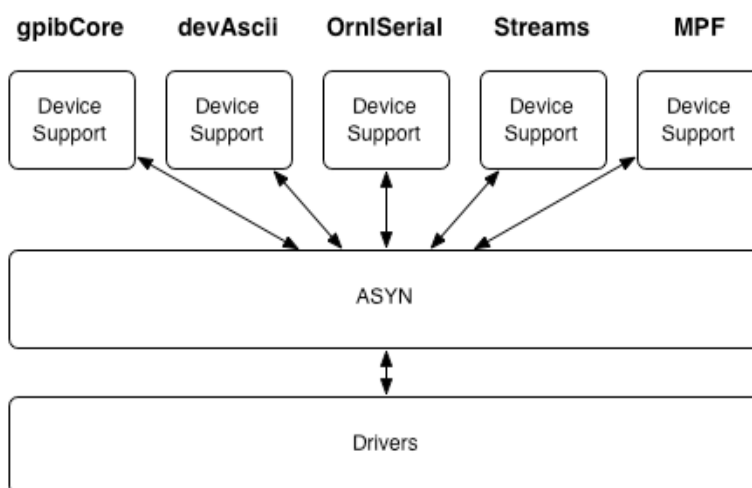 gpibCore devAscii OrnlSerial Streams MPF
Device Device Device Device Device
Support Support Support Support Support
ASYN
Drivers